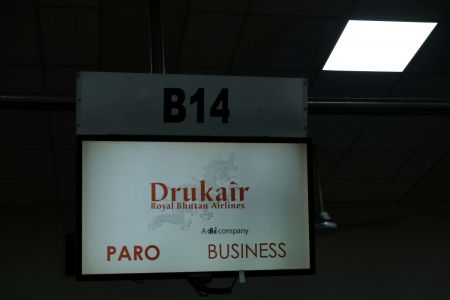 B14
Drukair
Royal Bhutan Airlines
A dhi company
PARO BUSINESS